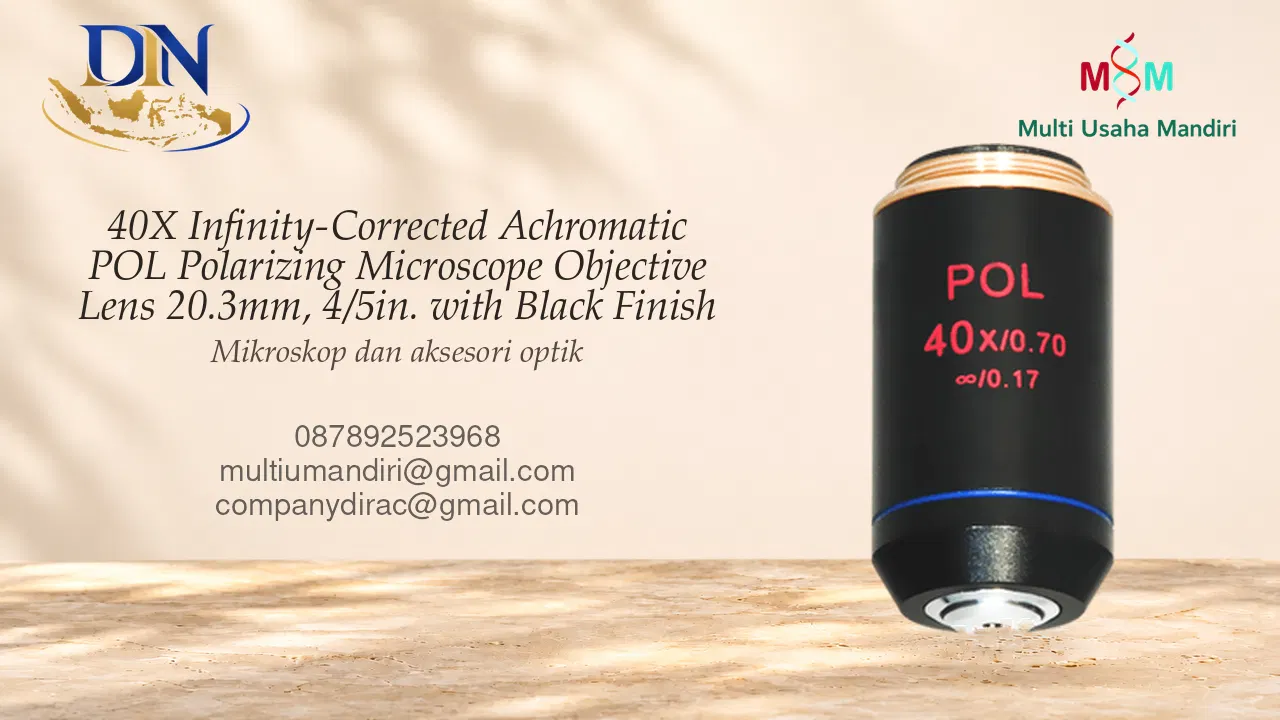 DIN
MSM
Multi Usaha Mandiri
40X Infinity-Corrected Achromatic
POL Polarizing Microscope Objective
Lens 20.3mm, 4/5in. with Black Finish
Mikroskop dan aksesori optik
087892523968
multiumandiri@gmail.com
companydirac@gmail.com
POL
40X/0.70
∞/0.17